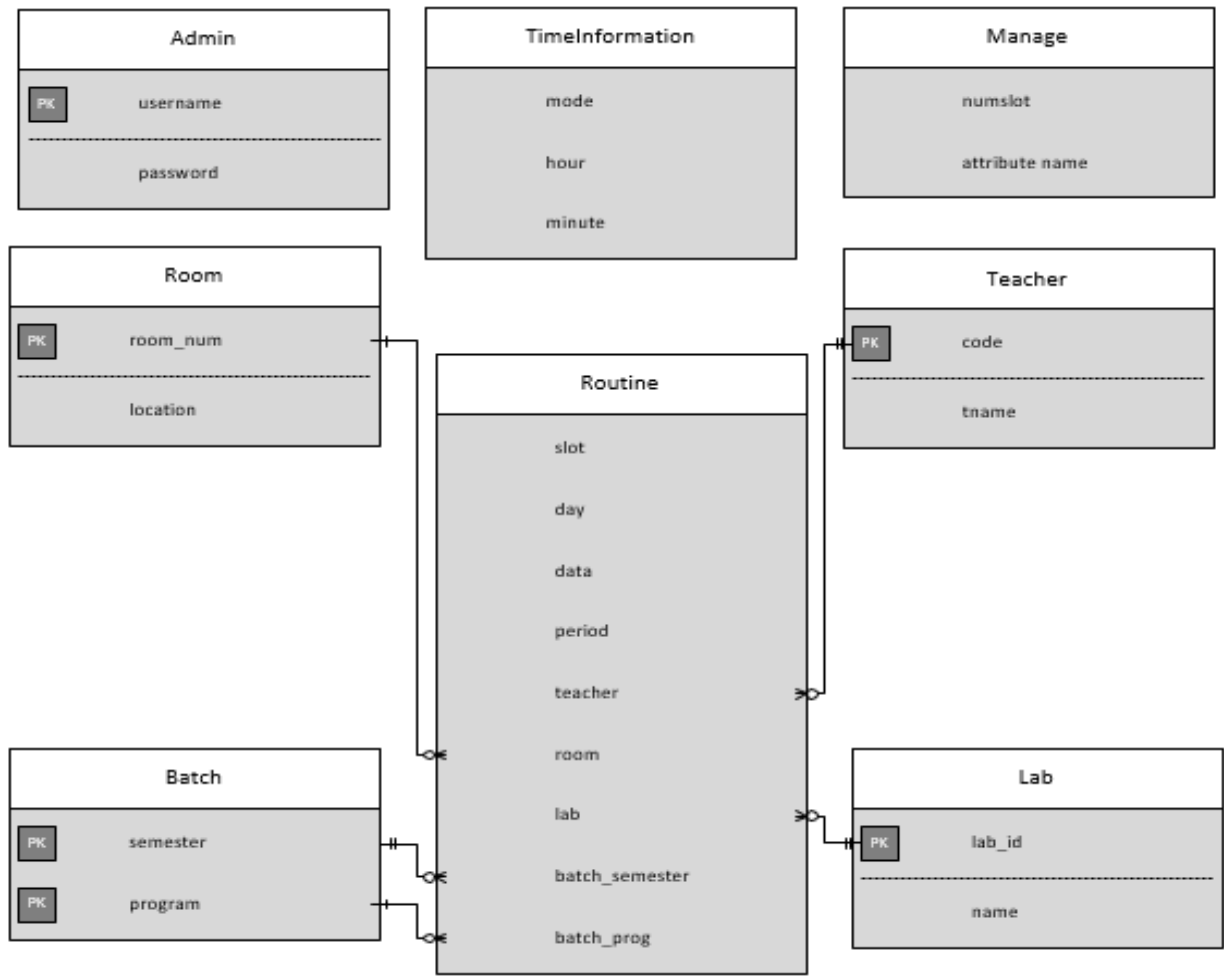 Admin
PK username
password
TimeInformation
mode
hour
minute
Manage
numslot
attribute name
Room
PK room_num
location
Teacher
PK code
tname
Routine
slot
day
data
period
teacher
room
lab
batch_semester
batch_prog
Batch
PK semester
PK program
Lab
PK lab_id
name